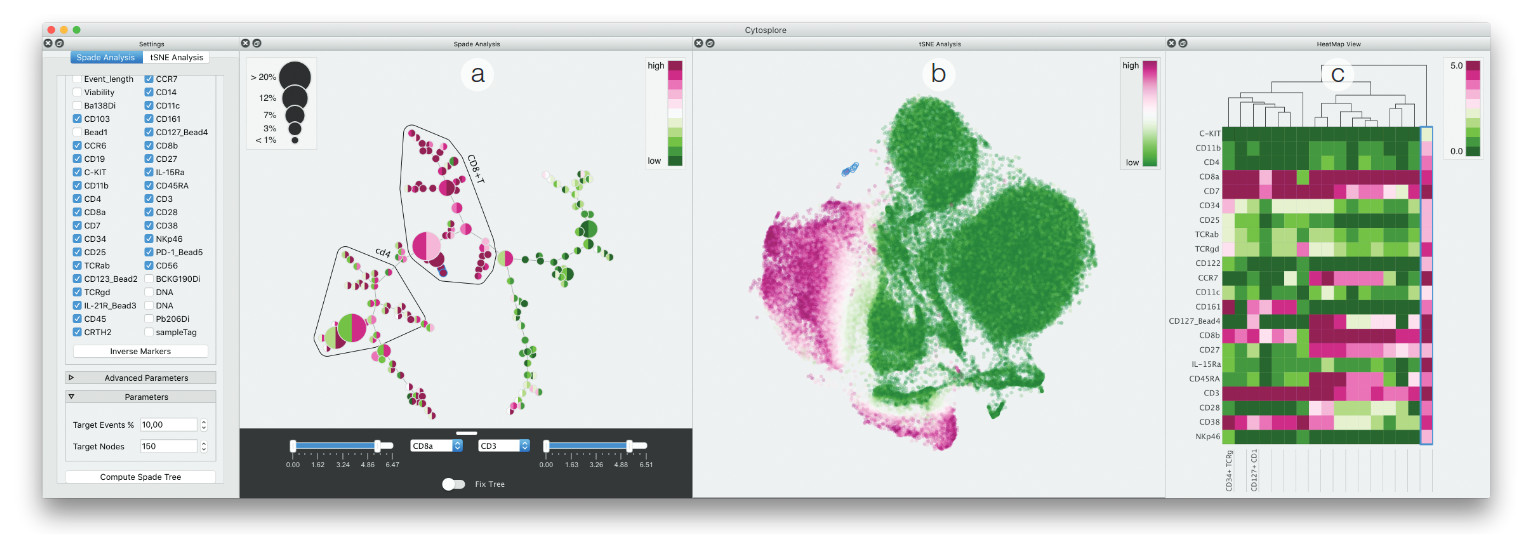 Cytosplore
Settings
Spade Analysis
tSNE Analysis
HeatMap View
Spade Analysis tSNE Analysis
Event_length CCR7
Viability CD14
Ba138Di CD11c
CD103 CD161
Bead1 CD127_Bead4
CCR6 CD8b
CD19 CD27
C-KIT IL-15Ra
CD11b CD45RA
CD4 CD3
CD8a CD28
CD7 CD38
CD34 NKp46
CD25 PD-1_Bead5
TCRab CD56
CD123_Bead2 BCKG190Di
TCRgd DNA
IL-21R_Bead3 DNA
CD45 Pb206Di
CRTH2 sampleTag
Inverse Markers
Advanced Parameters
Parameters
Target Events % 10,00
Target Nodes 150
Compute Spade Tree
> 20%
12%
7%
3%
< 1%
a
high
low
CD8+T
cd4
0.00 1.62 3.24 4.86 6.47
CD8a
CD3
0.00 1.63 3.26 4.88 6.51
Fix Tree
b
high
low
c
5.0
0.0
C-KIT
CD11b
CD4
CD8a
CD7
CD34
CD25
TCRab
TCRgd
CD122
CCR7
CD11c
CD161
CD127_Bead4
CD8b
CD27
IL-15Ra
CD45RA
CD3
CD28
CD38
NKp46
CD34+ TCRg
CD127+ CD1